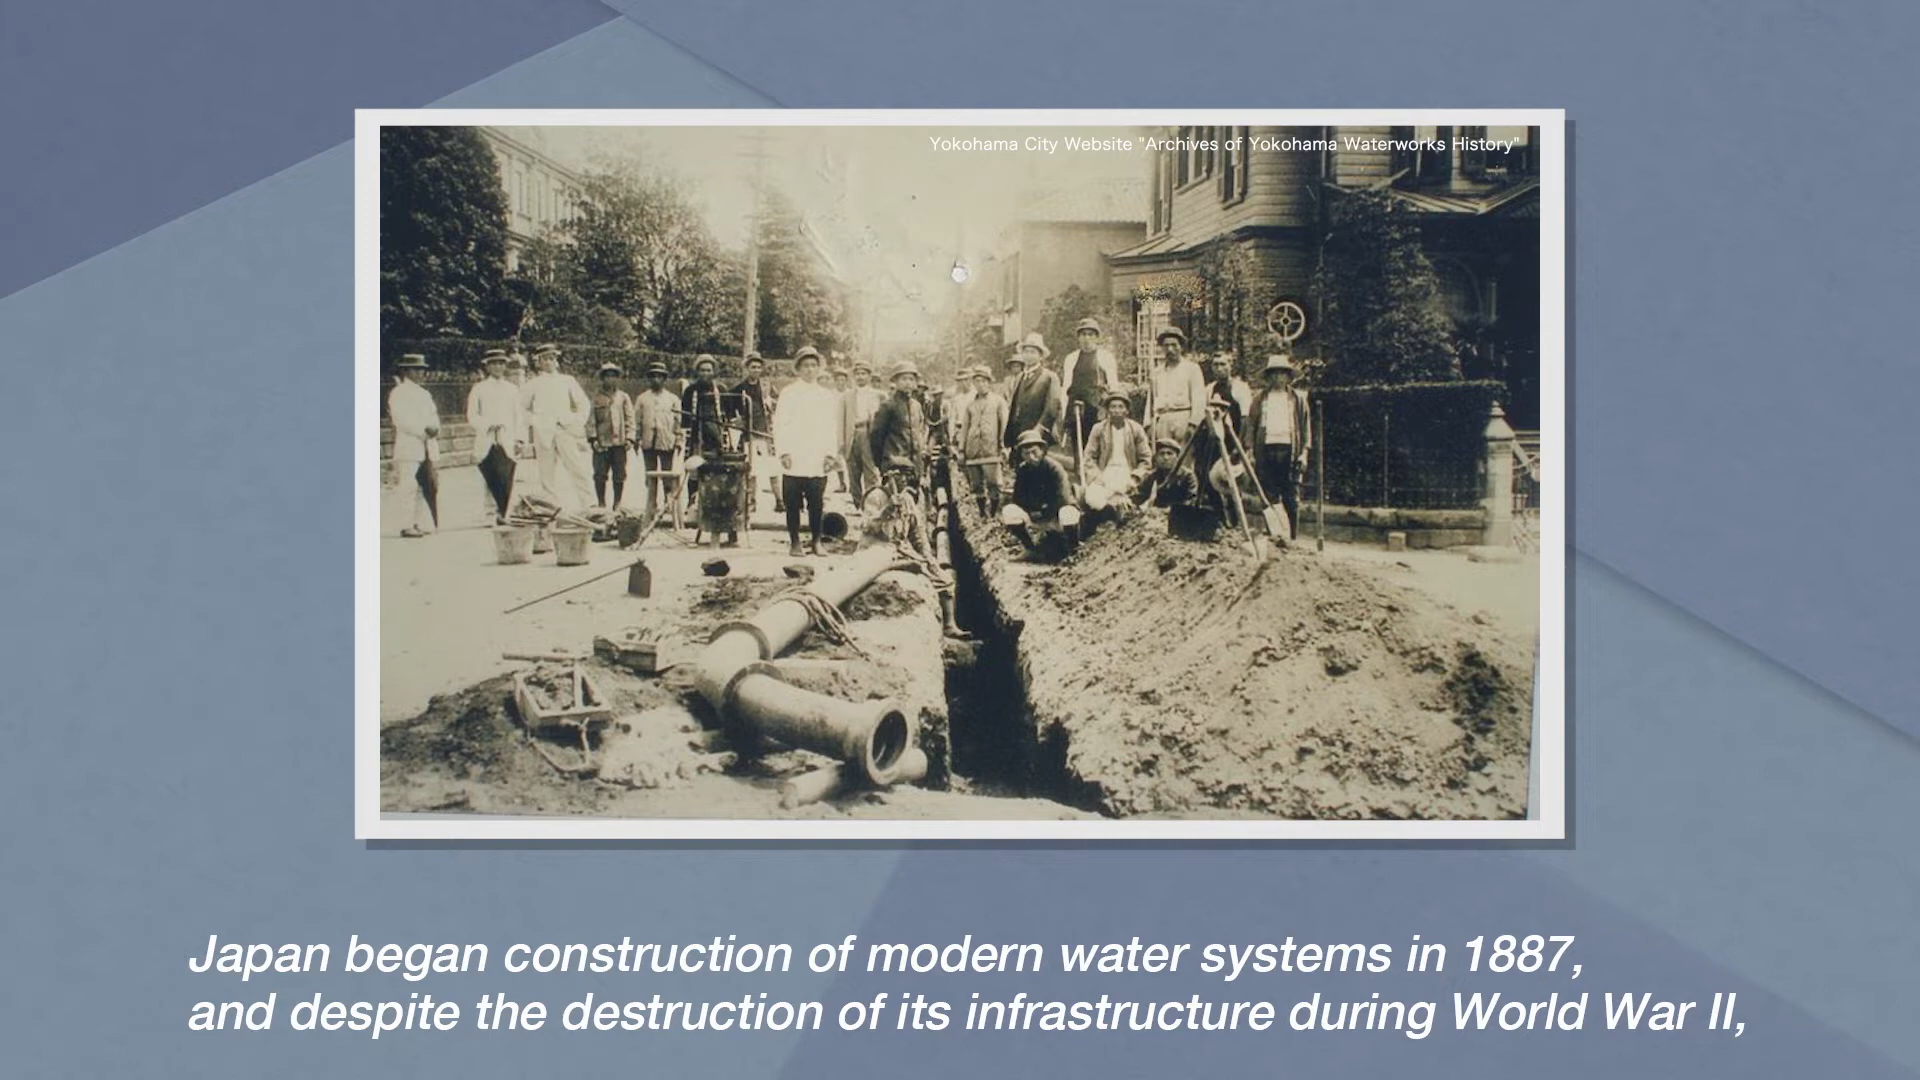 Yokohama City Website "Archives of Yokohama Waterworks History"
Japan began construction of modern water systems in 1887,
and despite the destruction of its infrastructure during World War II,